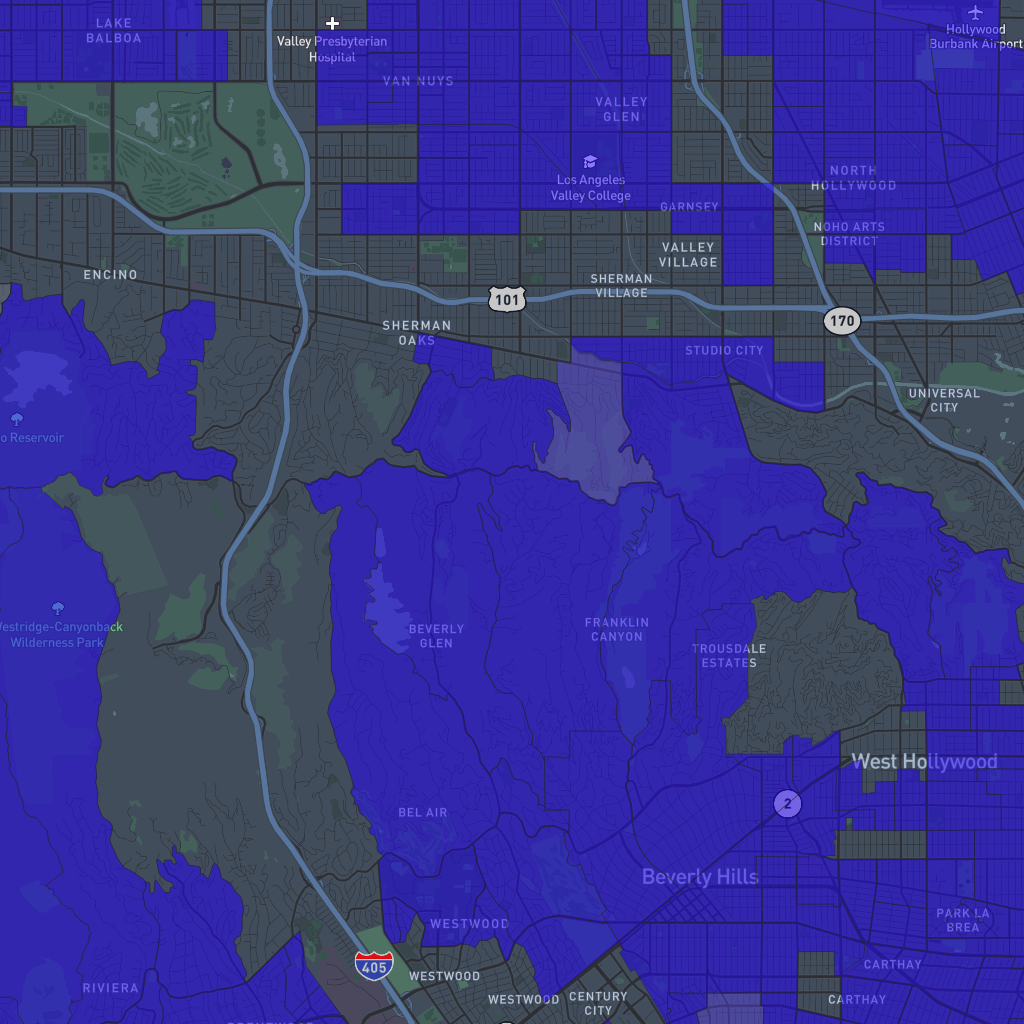 LAKE
BALBOA
Valley Presbyterian
Hospital
Hollywood
Burbank Airport
VAN NUYS
VALLEY
GLEN
Los Angeles
Valley College
NORTH
HOLLYWOOD
GARNSEY
NOHO ARTS
DISTRICT
VALLEY
VILLAGE
ENCINO
SHERMAN
VILLAGE
101
170
SHERMAN
OAKS
STUDIO CITY
UNIVERSAL
CITY
o Reservoir
Westridge-Canyonback
Wilderness Park
BEVERLY
GLEN
FRANKLIN
CANYON
TROUSDALE
ESTATES
West Hollywood
2
BEL AIR
Beverly Hills
WESTWOOD
PARK LA
BREA
405
CARTHAY
WESTWOOD
RIVIERA
WESTWOOD
CENTURY
CITY
CARTHAY